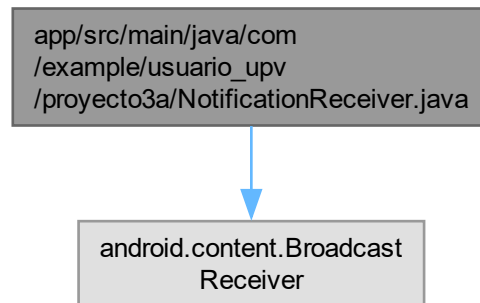 app/src/main/java/com
/example/usuario_upv
/proyecto3a/NotificationReceiver.java
android.content.Broadcast
Receiver